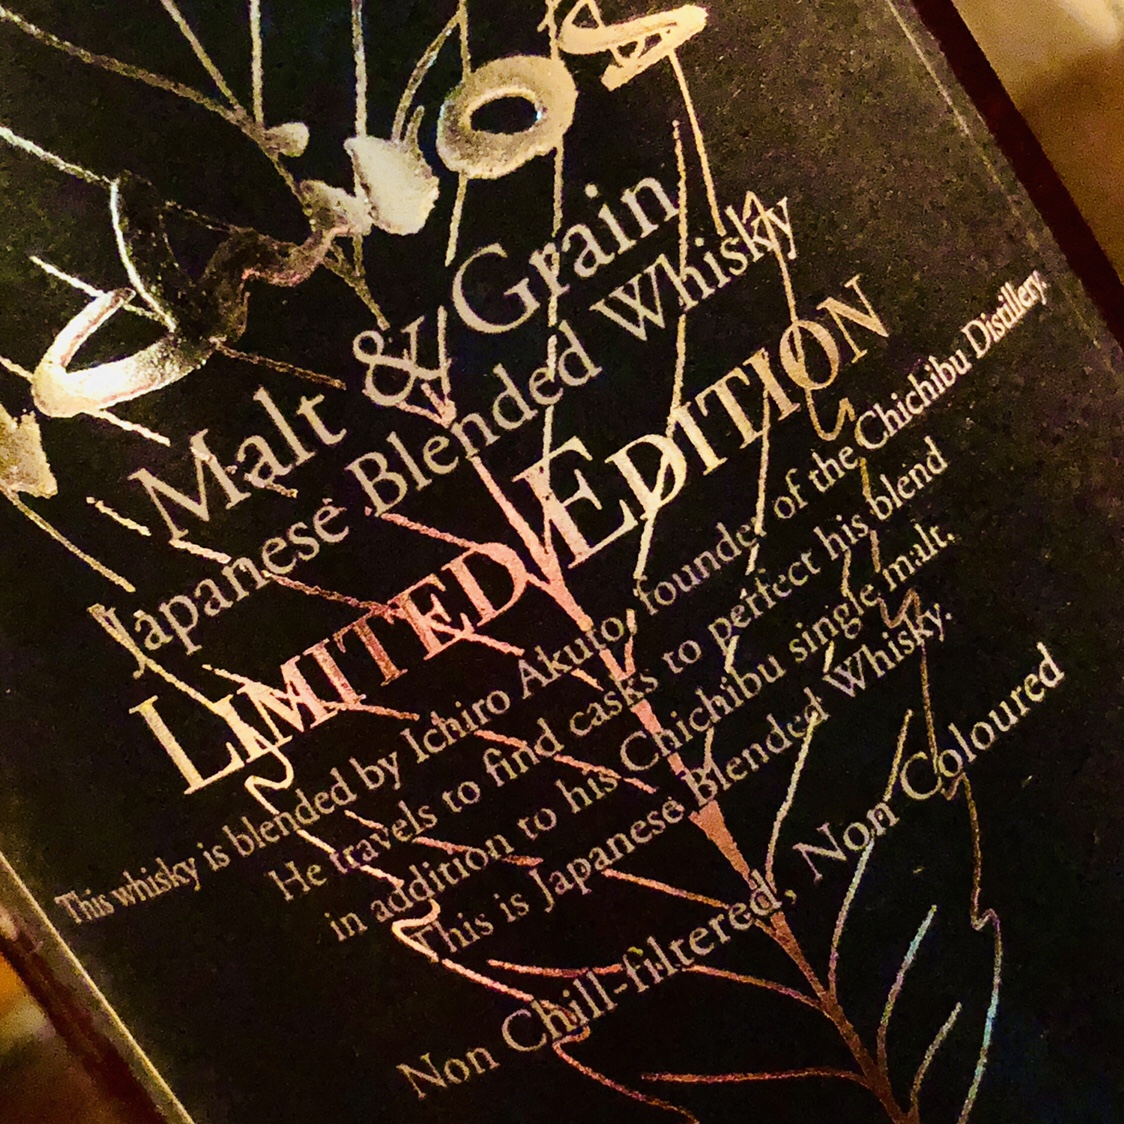 Malt & Grain
Japanese Blended Whisky
LIMITED EDITION
This whisky is blended by Ichiro Akuto, founder of the Chichibu Distillery.
He travels to find casks to perfect his blend
in addition to his Chichibu single malt.
This is Japanese Blended Whisky.
Non Chill-filtered, Non Coloured